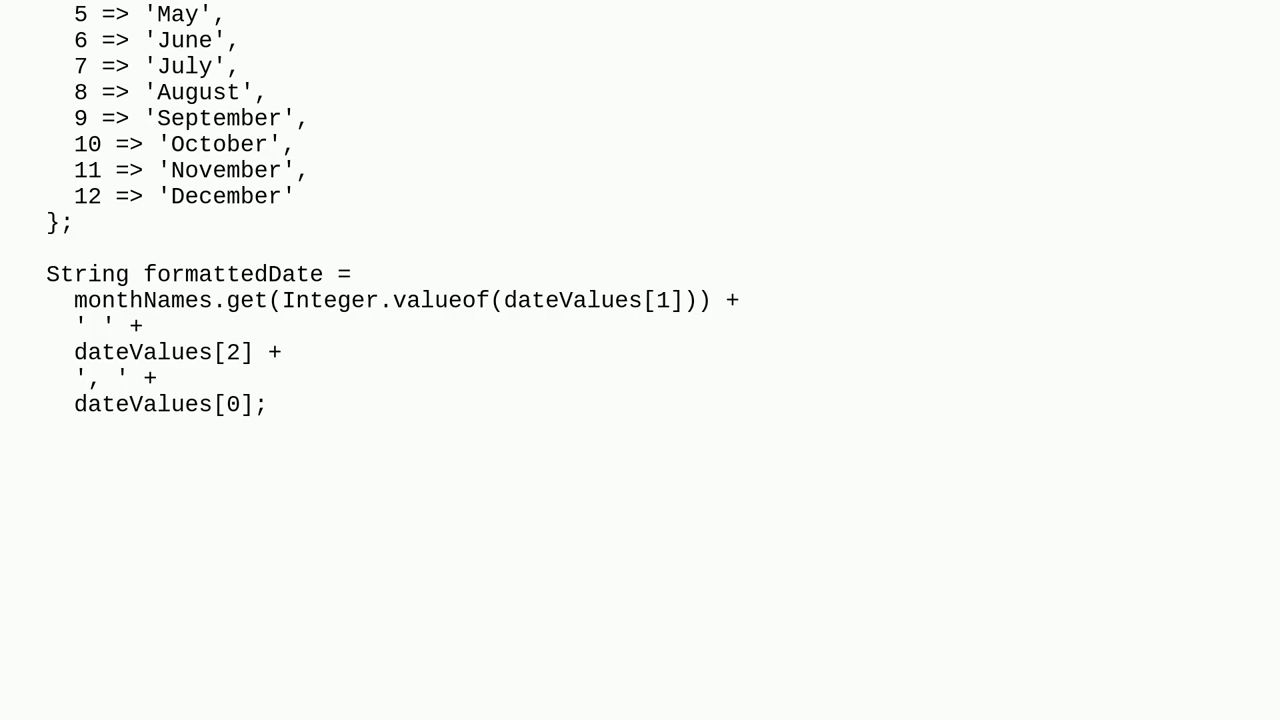 5 => 'May',
6 => 'June',
7 => 'July',
8 => 'August',
9 => 'September',
10 => 'October',
11 => 'November',
12 => 'December'
};
String formattedDate =
monthNames.get(Integer.valueof(dateValues[1])) +
' ' +
dateValues[2] +
', ' +
dateValues[0];